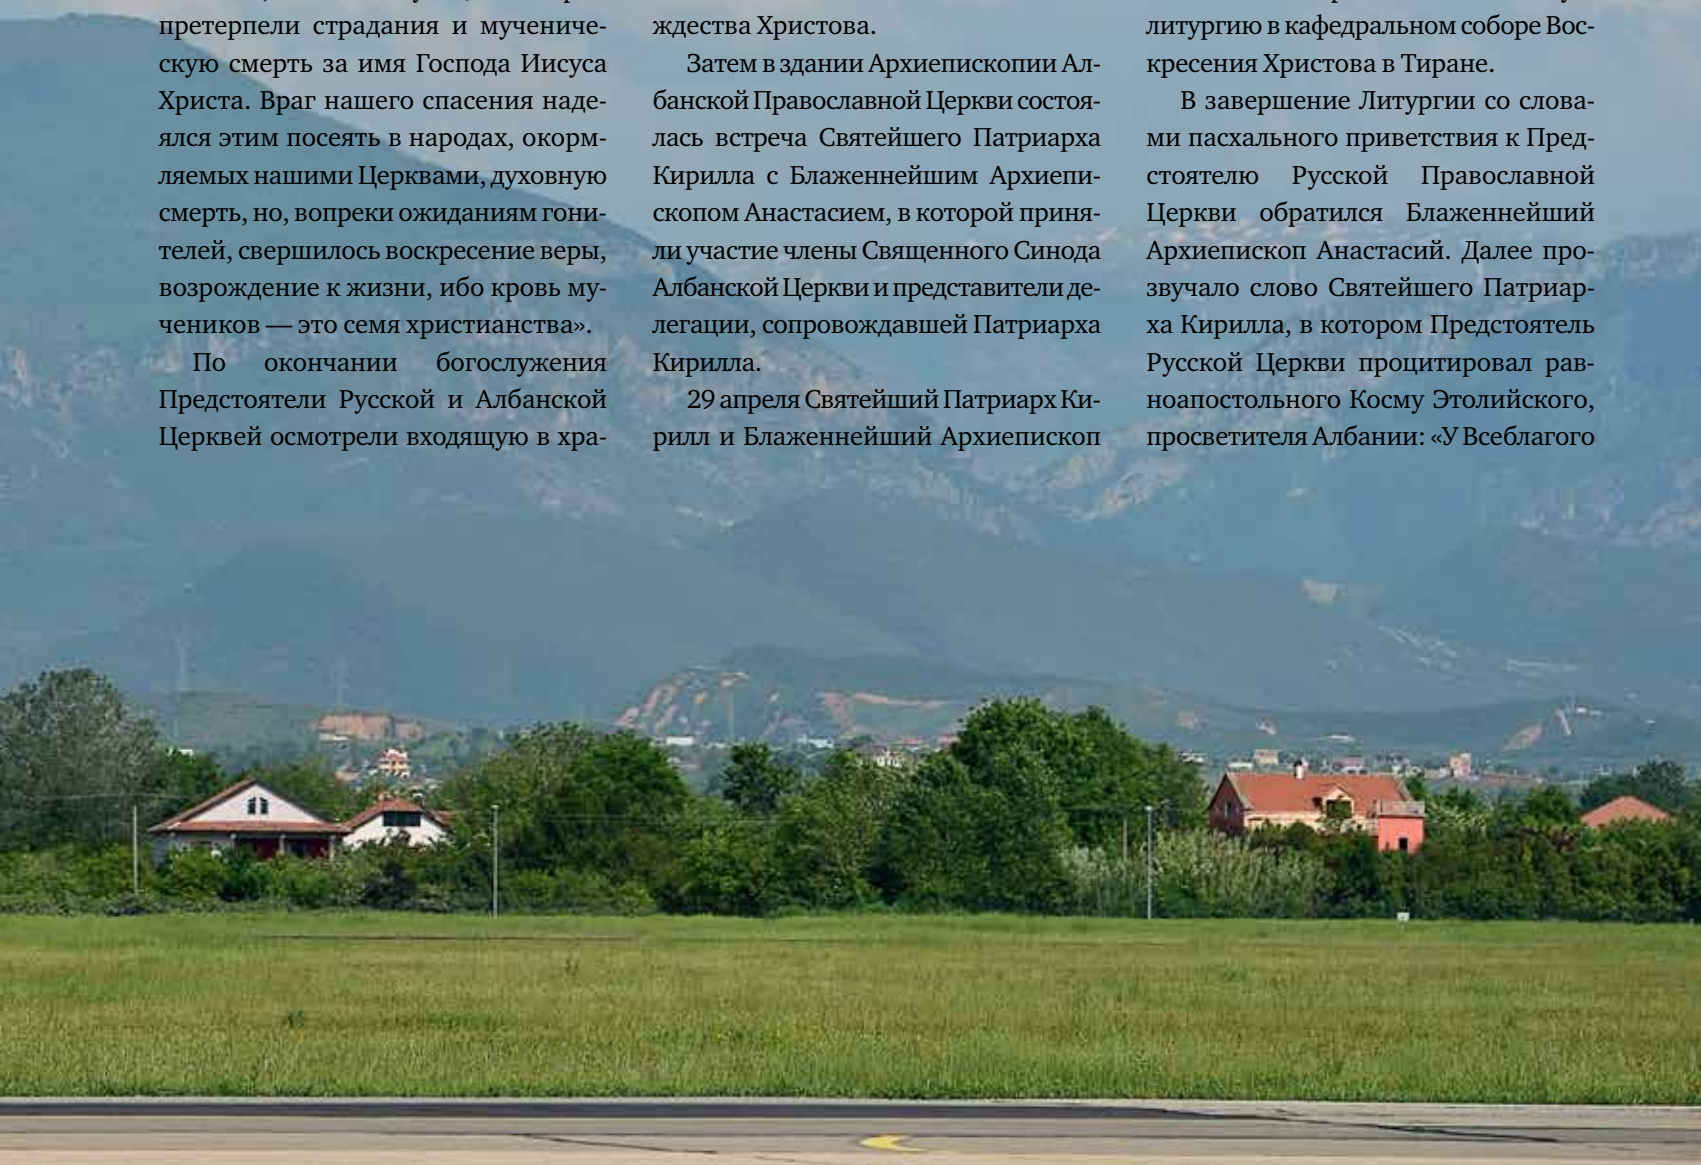 претерпели страдания и мучениче-
скую смерть за имя Господа Иисуса
Христа. Враг нашего спасения наде-
ялся этим посеять в народах, окорм-
ляемых нашими Церквами, духовную
смерть, но, вопреки ожиданиям гони-
телей, свершилось воскресение веры,
возрождение к жизни, ибо кровь му-
чеников — это семя христианства».
По окончании богослужения
Предстоятели Русской и Албанской
Церквей осмотрели входящую в хра-
ждества Христова.
Затем в здании Архиепископии Ал-
банской Православной Церкви состоя-
лась встреча Святейшего Патриарха
Кирилла с Блаженнейшим Архиепи-
скопом Анастасием, в которой приня-
ли участие члены Священного Синода
Албанской Церкви и представители де-
легации, сопровождавшей Патриарха
Кирилла.
29 апреля Святейший Патриарх Ки-
рилл и Блаженнейший Архиепископ
литургию в кафедральном соборе Вос-
кресения Христова в Тиране.
В завершение Литургии со слова-
ми пасхального приветствия к Пред-
стоятелю Русской Православной
Церкви обратился Блаженнейший
Архиепископ Анастасий. Далее про-
звучало слово Святейшего Патриар-
ха Кирилла, в котором Предстоятель
Русской Церкви процитировал рав-
ноапостольного Косму Этолийского,
просветителя Албании: «У Всеблагого